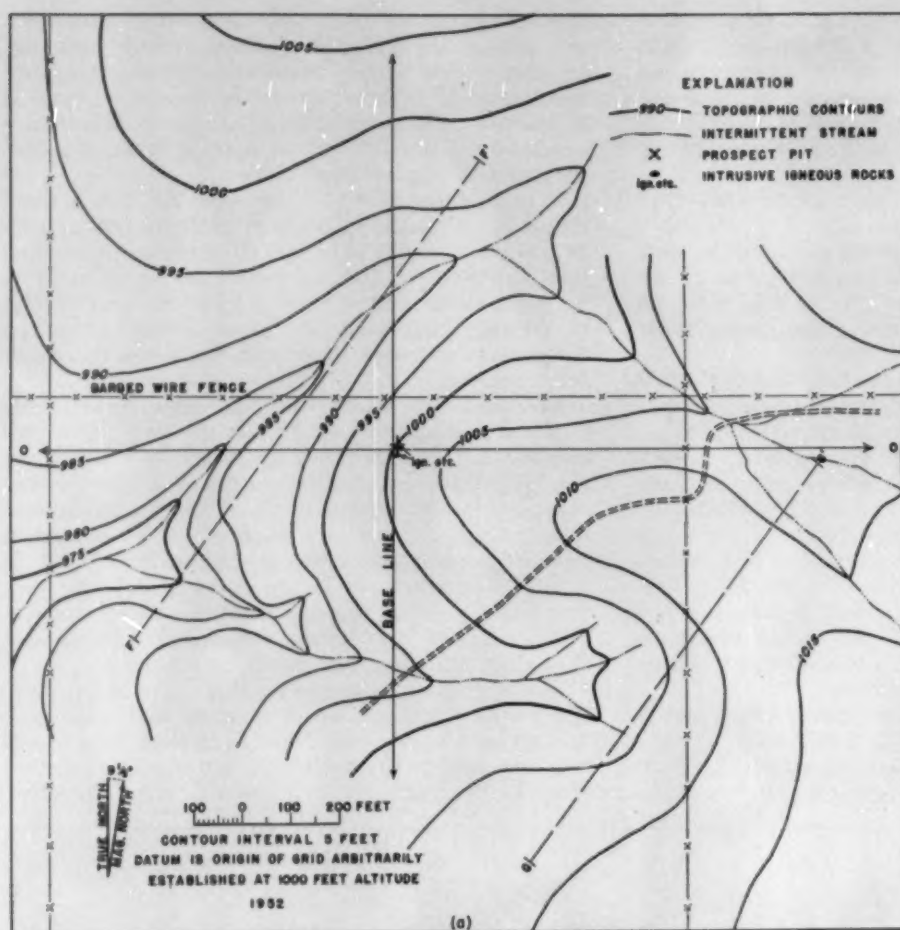 1005
EXPLANATION
990 TOPOGRAPHIC CONTOURS
INTERMITTENT STREAM
X PROSPECT PIT
ign. etc. INTRUSIVE IGNEOUS ROCKS
F'
1000
995
990
BARBED WIRE FENCE
985
990
995
1000
1005
0
0
ign. etc.
985
G'
980
975
1010
BASE LINE
F
1015
TRUE NORTH
MAG. NORTH
100 0 100 200 FEET
CONTOUR INTERVAL 5 FEET
DATUM IS ORIGIN OF GRID ARBITRARILY
ESTABLISHED AT 1000 FEET ALTITUDE
1952
G
(a)